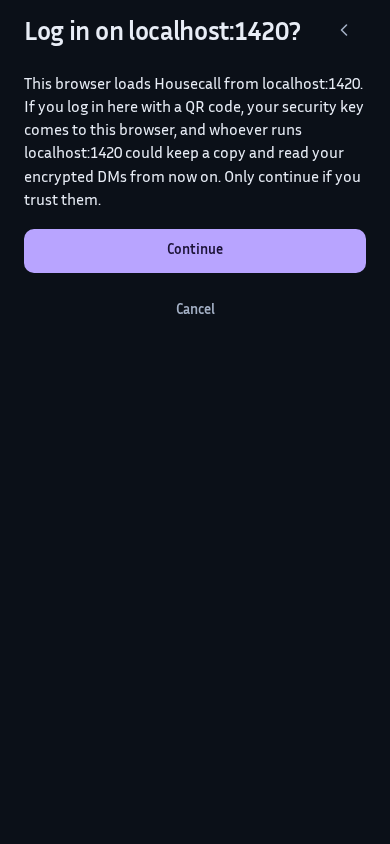 Log in on localhost:1420?
This browser loads Housecall from localhost:1420.
If you log in here with a QR code, your security key
comes to this browser, and whoever runs
localhost:1420 could keep a copy and read your
encrypted DMs from now on. Only continue if you
trust them.
Continue
Cancel